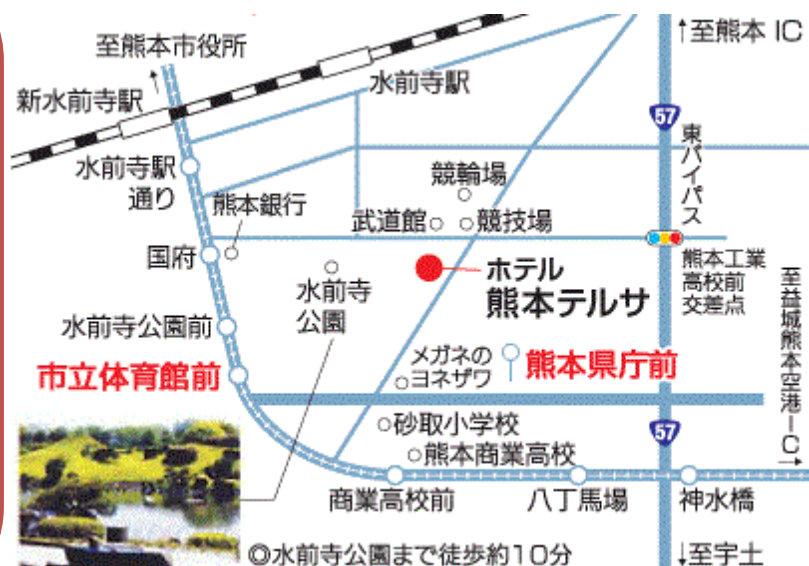 至熊本市役所
↑至熊本 IC
新水前寺駅
水前寺駅
57
東バイパス
水前寺駅
通り
競輪場
熊本銀行
武道館
競技場
国府
ホテル
熊本テルサ
水前寺
公園
熊本工業
高校前
交差点
至益城熊本空港IC
水前寺公園前
メガネの
ヨネザワ
熊本県庁前
市立体育館前
砂取小学校
57
熊本商業高校
商業高校前
八丁馬場
神水橋
◎水前寺公園まで徒歩約10分
↓至宇土